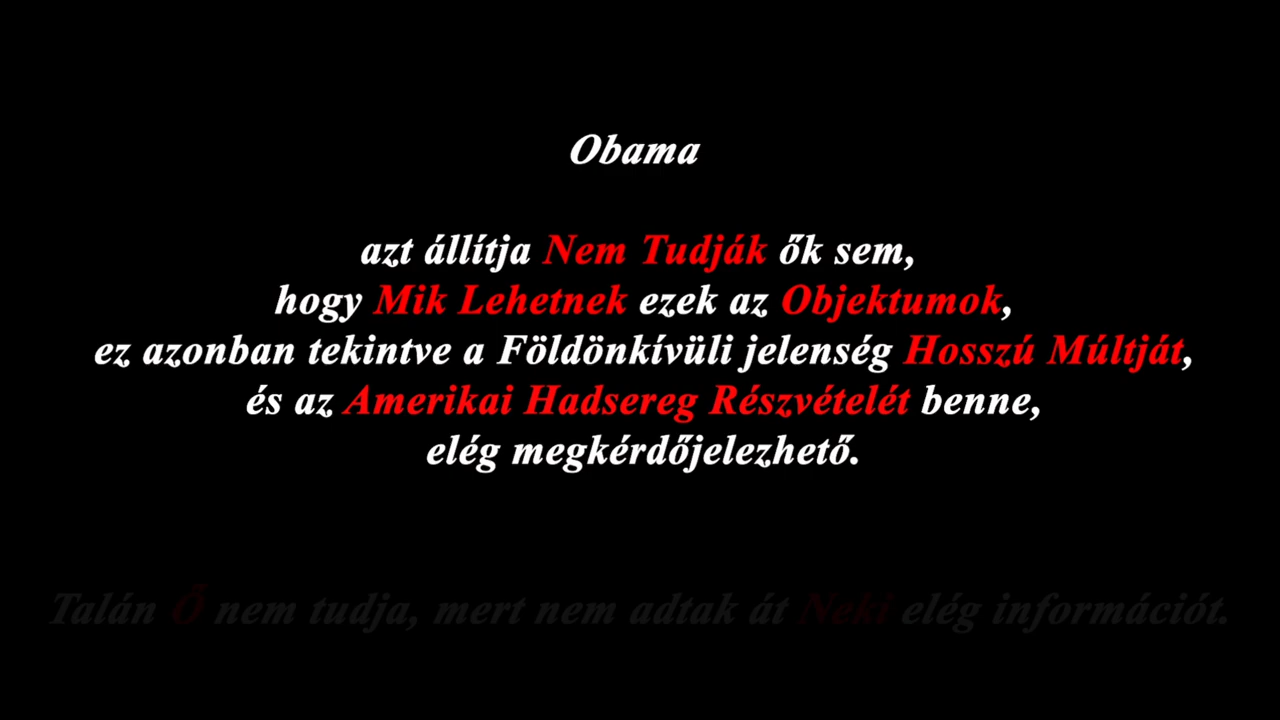 Obama
azt állítja Nem Tudják ők sem,
hogy Mik Lehetnek ezek az Objektumok,
ez azonban tekintve a Földönkívüli jelenség Hosszú Múltját,
és az Amerikai Hadsereg Részvételét benne,
elég megkérdőjelezhető.
Talán Ő nem tudja, mert nem adtak át Neki elég információt.